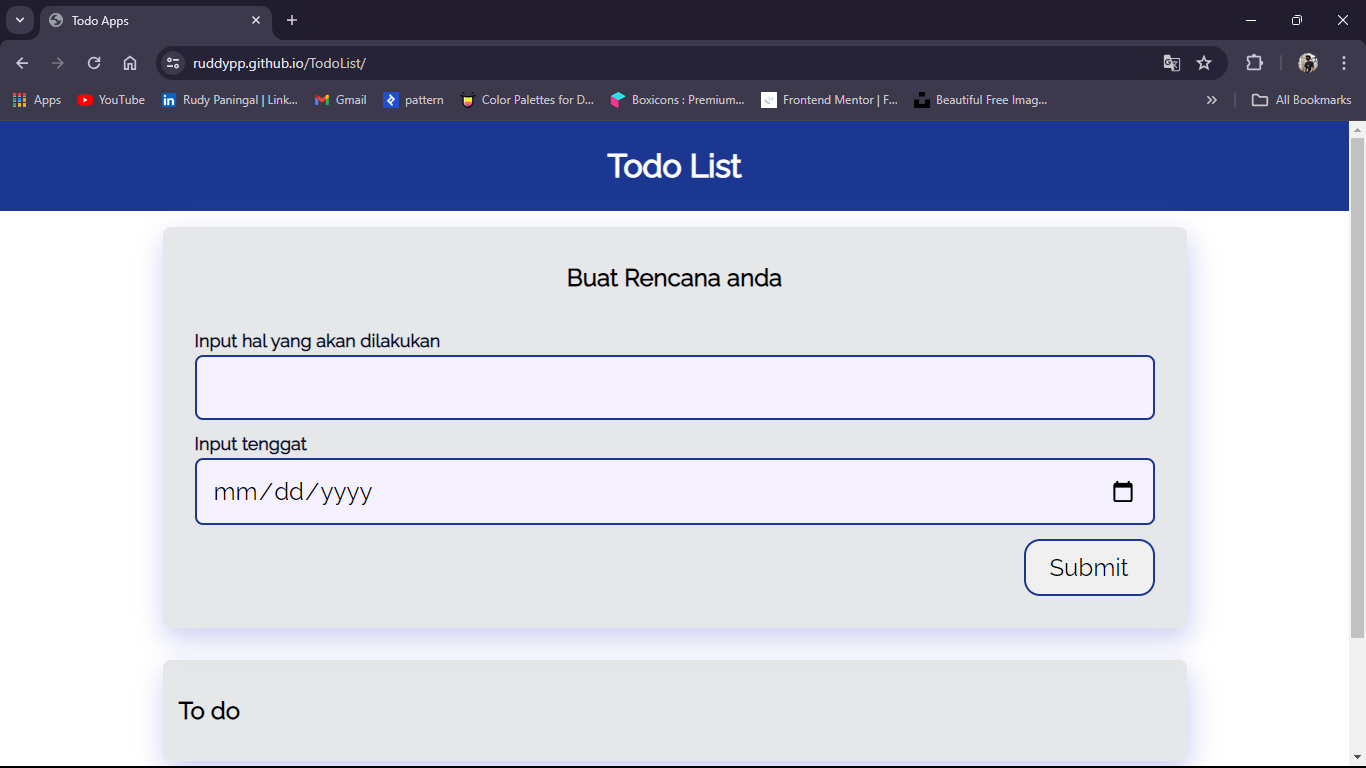 Todo Apps
ruddypp.github.io/TodoList/
Apps YouTube Rudy Paningal | Link... Gmail pattern Color Palettes for D... Boxicons : Premium... Frontend Mentor | F... Beautiful Free Imag... » All Bookmarks
Todo List
Buat Rencana anda
Input hal yang akan dilakukan
Input tenggat
mm/dd/yyyy
Submit
To do